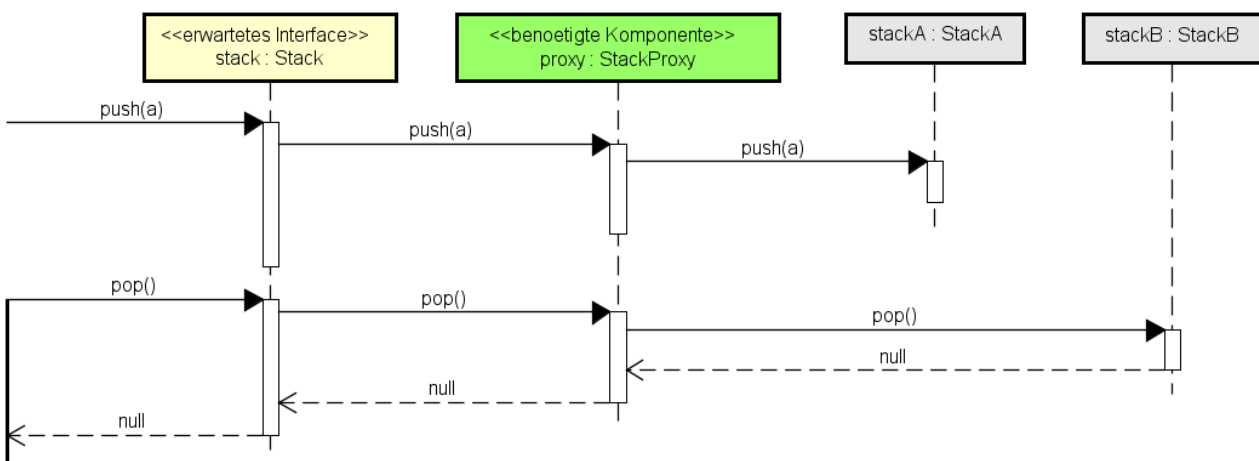 <<erwartetes Interface>>
stack : Stack
<<benoetigte Komponente>>
proxy : StackProxy
stackA : StackA
stackB : StackB
push(a)
push(a)
push(a)
pop()
pop()
pop()
null
null
null